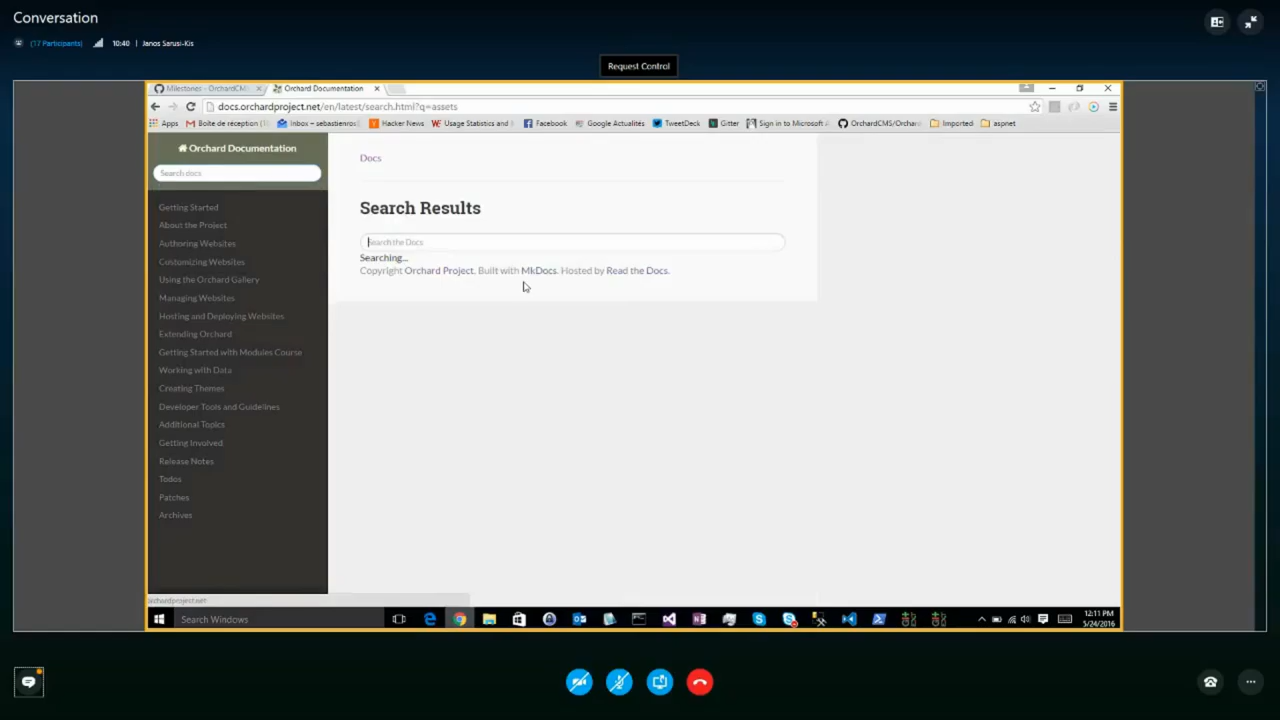 Conversation
(17 Participants) 10:40 | Janos Sarusi-Kis
Request Control
Milestones - OrchardCM
Orchard Documentation
docs.orchardproject.net/en/latest/search.html?q=assets
Apps
Boîte de réception (1
Inbox - sebastienros
Hacker News
Usage Statistics and
Facebook
Google Actualités
TweetDeck
Gitter
Sign in to Microsoft
OrchardCMS/Orchard
Imported
aspnet
Orchard Documentation
Search docs
Getting Started
About the Project
Authoring Websites
Customizing Websites
Using the Orchard Gallery
Managing Websites
Hosting and Deploying Websites
Extending Orchard
Getting Started with Modules Course
Working with Data
Creating Themes
Developer Tools and Guidelines
Additional Topics
Getting Involved
Release Notes
Todos
Patches
Archives
Docs
Search Results
Search the Docs
Searching...
Copyright Orchard Project. Built with MkDocs. Hosted by Read the Docs.
Search Windows
12:11 PM
5/24/2016